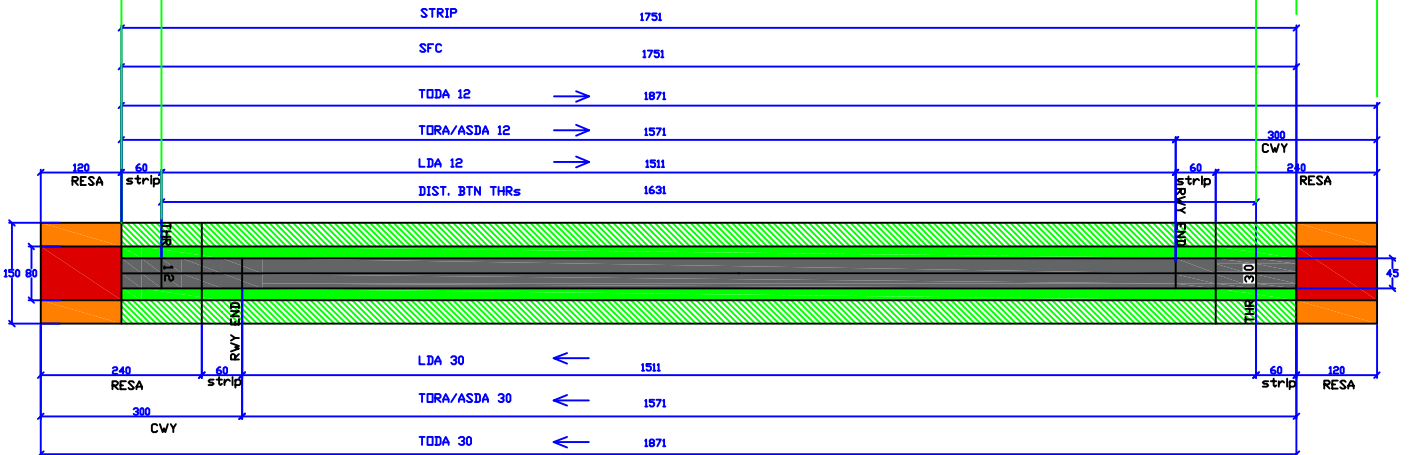 STRIP 1751
SFC 1751
TODA 12 1871
TORA/ASDA 12 1571 300
CWY
120 60 LDA 12 1511 60 240
RESA strip strip RESA
DIST. BTN THRs 1631
RWY END
THR 12
THR 30
150 80 45
RWY END
LDA 30 1511
240 60 60 120
RESA strip strip RESA
TORA/ASDA 30 1571
300
CWY
TODA 30 1871